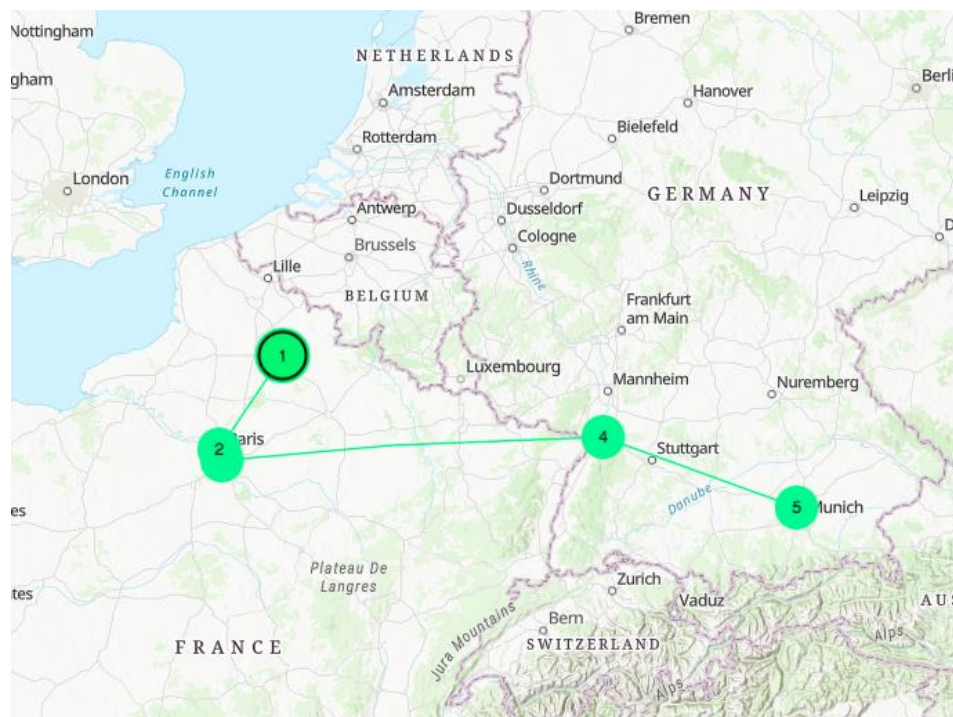 Nottingham
gham
London
English
Channel
NETHERLANDS
Amsterdam
Rotterdam
Antwerp
Brussels
BELGIUM
Lille
Luxembourg
Bremen
Hanover
Berli
Bielefeld
Dortmund
GERMANY
Leipzig
D
Dusseldorf
Cologne
Rhine
Frankfurt
am Main
Mannheim
Nuremberg
1
2
aris
4
Stuttgart
Danube
5
Munich
es
tes
Plateau De
Langres
FRANCE
Jura Mountains
Zurich
Bern
SWITZERLAND
Vaduz
Alps
Alps
AUS